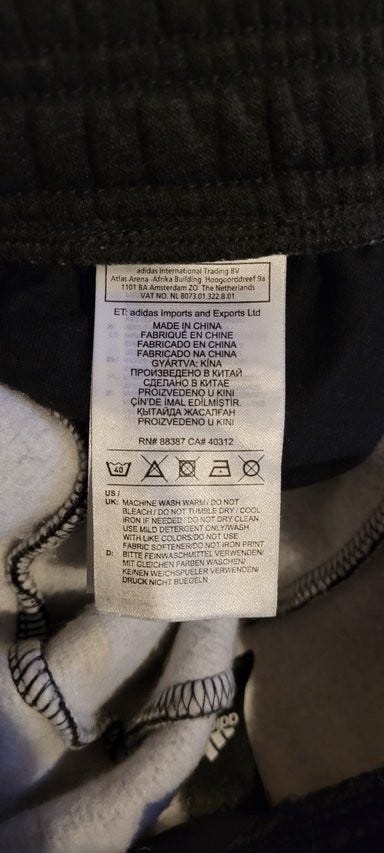 adidas International Trading BV
Atlas Arena - Afrika Building Hoogoorddreef 9a
1101 BA Amsterdam ZO The Netherlands
VAT NO. NL 8073.01.322.B.01
ET: adidas Imports and Exports Ltd
MADE IN CHINA
FABRIQUÉ EN CHINE
FABRICADO EN CHINA
FABRICADO NA CHINA
GYÁRTVA: KÍNA
ПРОИЗВЕДЕНО В КИТАЙ
СДЕЛАНО В КИТАЕ
PROIZVEDENO U KINI
ÇİN'DE IMAL EDİLMİŞTİR.
ҚЫТАЙДА ЖАСАЛҒАН
PROIZVEDENO U KINI
RN# 88387 CA# 40312
40
US /
UK: MACHINE WASH WARM / DO NOT
BLEACH / DO NOT TUMBLE DRY / COOL
IRON IF NEEDED / DO NOT DRY CLEAN
USE MILD DETERGENT ONLY/WASH
WITH LIKE COLORS/DO NOT USE
FABRIC SOFTENER/DO NOT IRON PRINT
D: BITTE FEINWASCHMITTEL VERWENDEN/
MIT GLEICHEN FARBEN WASCHEN/
KEINEN WEICHSPUELER VERWENDEN/
DRUCK NICHT BUEGELN